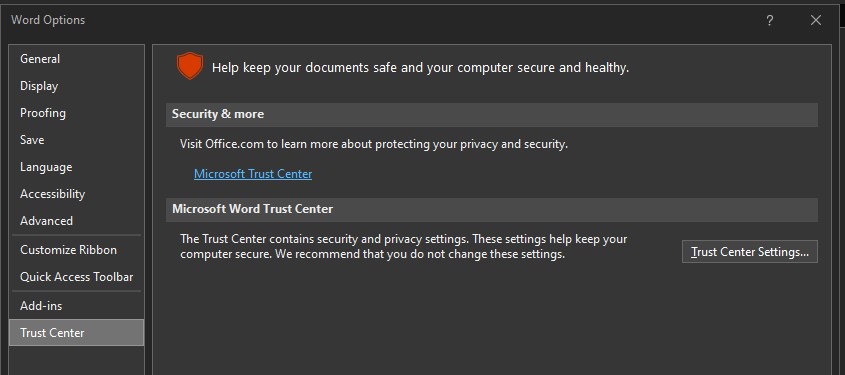 Word Options
?
General
Display
Proofing
Save
Language
Accessibility
Advanced
Customize Ribbon
Quick Access Toolbar
Add-ins
Trust Center
Help keep your documents safe and your computer secure and healthy.
Security & more
Visit Office.com to learn more about protecting your privacy and security.
Microsoft Trust Center
Microsoft Word Trust Center
The Trust Center contains security and privacy settings. These settings help keep your
computer secure. We recommend that you do not change these settings.
Trust Center Settings...